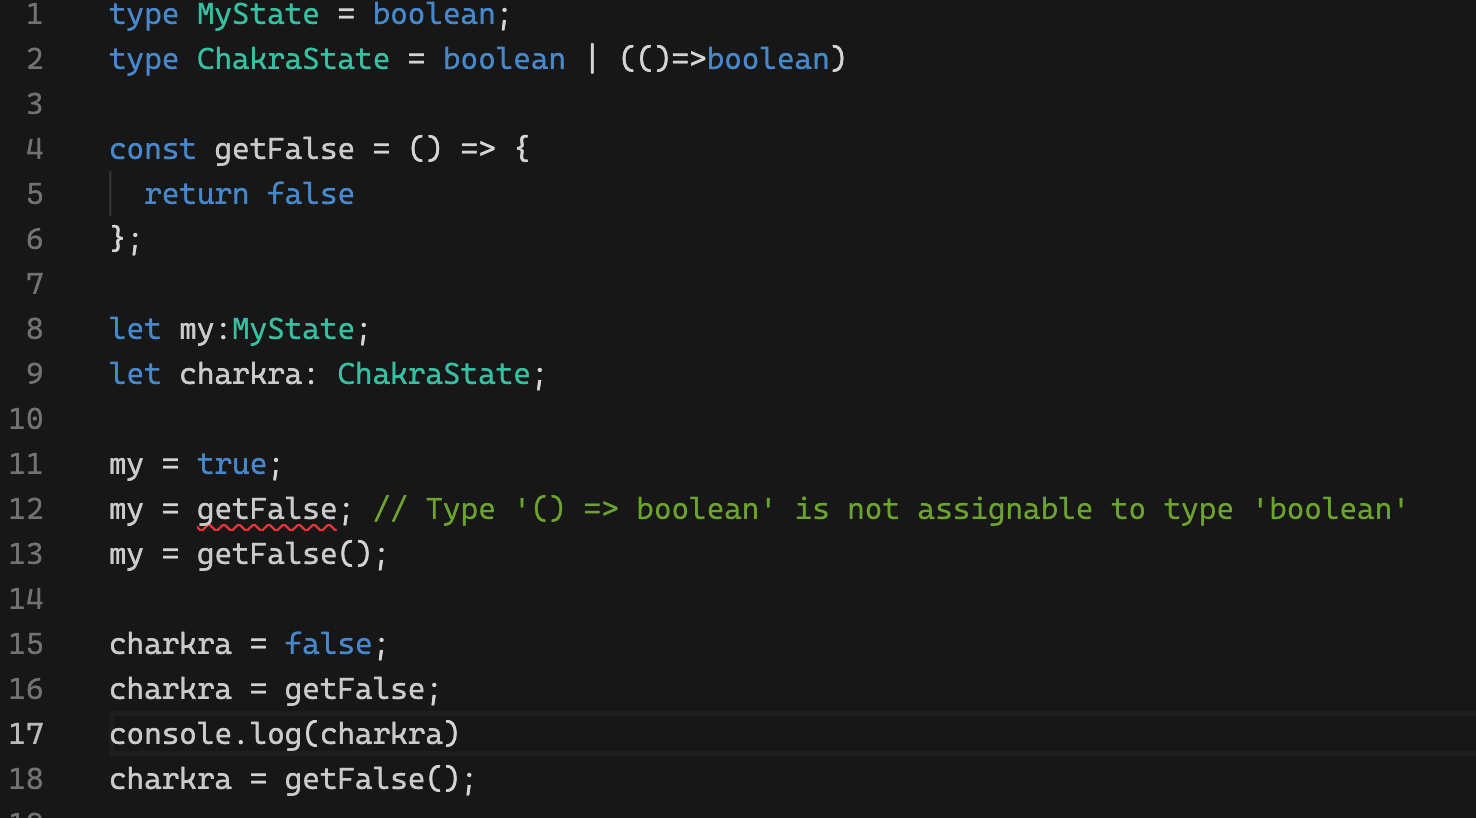 1 type MyState = boolean;
2 type ChakraState = boolean | (()=>boolean)
3
4 const getFalse = () => {
5 return false
6 };
7
8 let my:MyState;
9 let charkra: ChakraState;
10
11 my = true;
12 my = getFalse; // Type '() => boolean' is not assignable to type 'boolean'
13 my = getFalse();
14
15 charkra = false;
16 charkra = getFalse;
17 console.log(charkra)
18 charkra = getFalse();